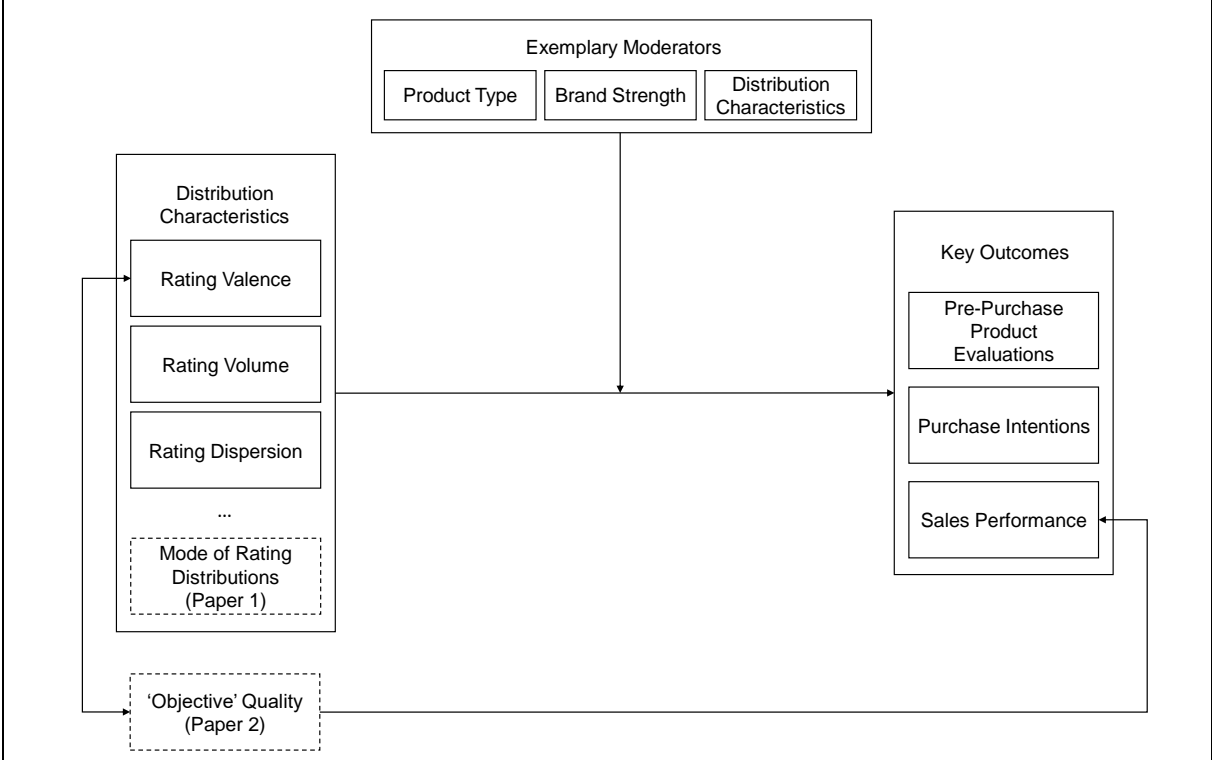 Exemplary Moderators
Product Type
Brand Strength
Distribution
Characteristics
Distribution
Characteristics
Rating Valence
Rating Volume
Rating Dispersion
...
Mode of Rating
Distributions
(Paper 1)
‘Objective’ Quality
(Paper 2)
Key Outcomes
Pre-Purchase
Product
Evaluations
Purchase Intentions
Sales Performance